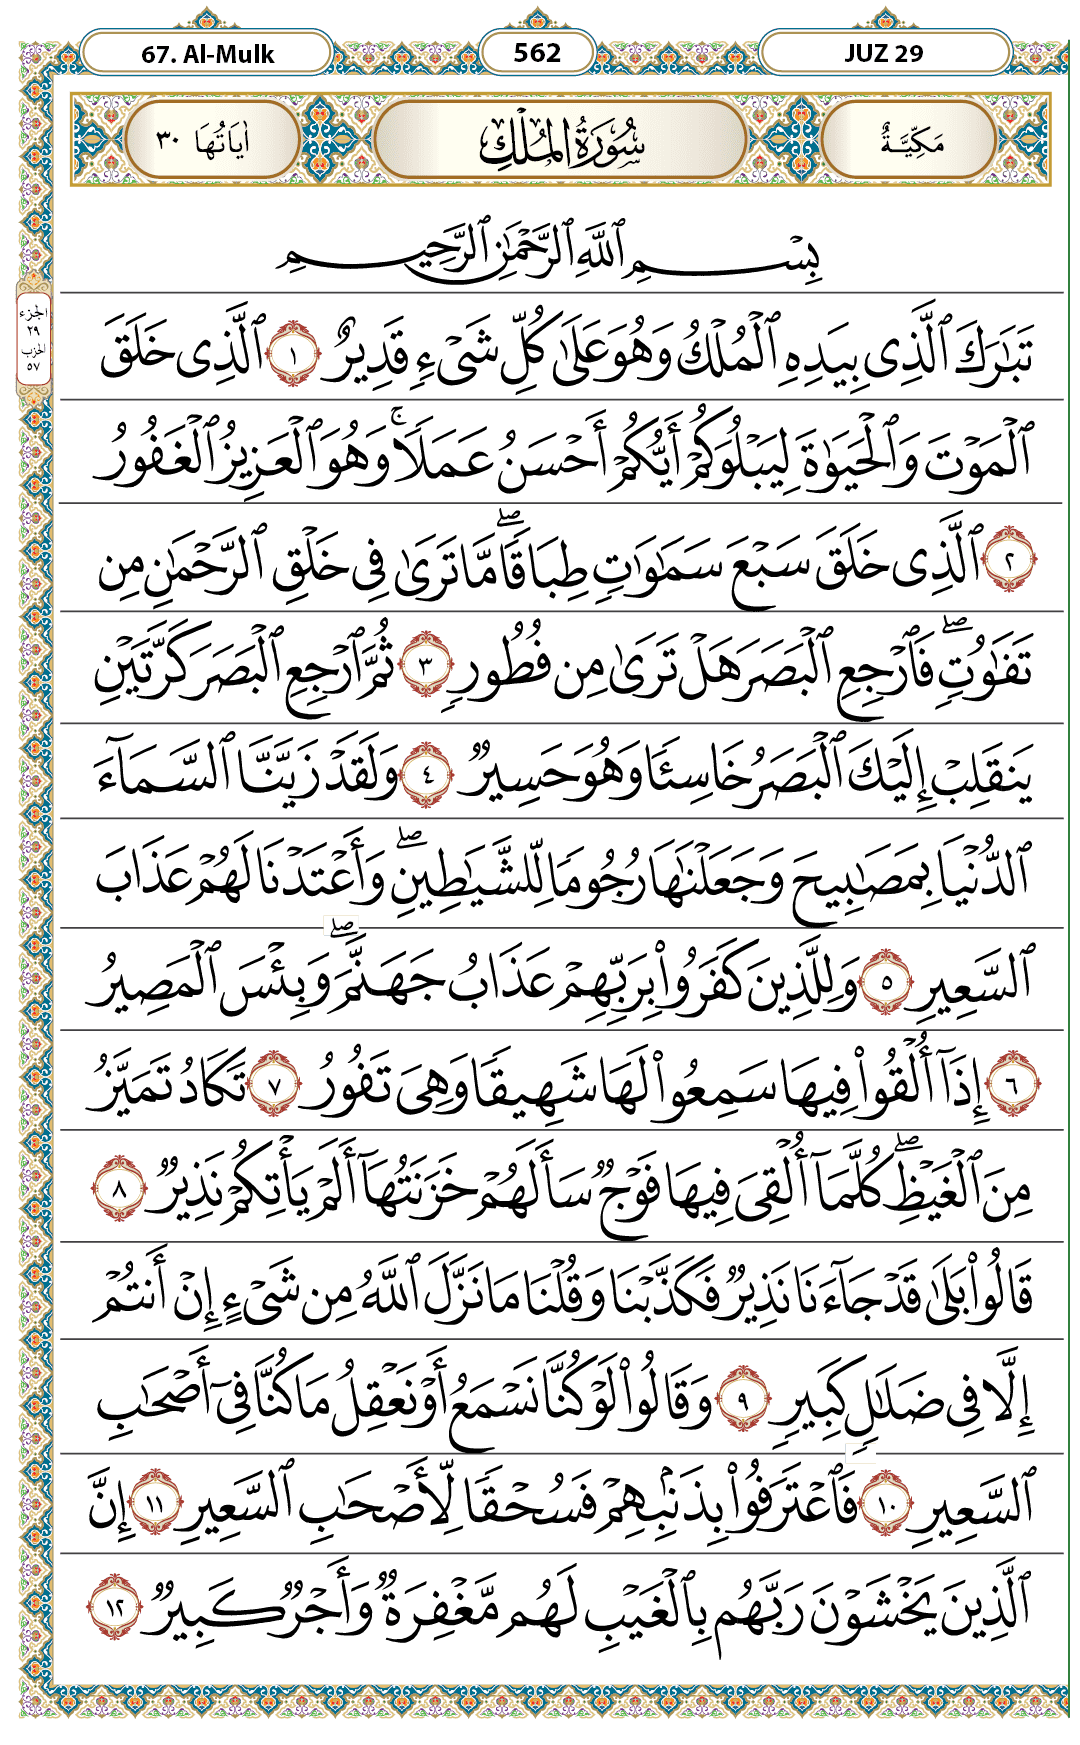 67. Al-Mulk 562 JUZ 29
مَكِّيَّةٌ سُورَةُ الْمُلْكِ اٰيَاتُهَا ٣٠
بِسْمِ ٱللَّهِ ٱلرَّحْمَٰنِ ٱلرَّحِيمِ
الجزء
٢٩
الحزب
٥٧
تَبَٰرَكَ ٱلَّذِى بِيَدِهِ ٱلْمُلْكُ وَهُوَ عَلَىٰ كُلِّ شَىْءٍ قَدِيرٌ ١ ٱلَّذِى خَلَقَ
ٱلْمَوْتَ وَٱلْحَيَوٰةَ لِيَبْلُوَكُمْ أَيُّكُمْ أَحْسَنُ عَمَلًا ۚ وَهُوَ ٱلْعَزِيزُ ٱلْغَفُورُ
٢ ٱلَّذِى خَلَقَ سَبْعَ سَمَٰوَٰتٍ طِبَاقًا ۖ مَّا تَرَىٰ فِى خَلْقِ ٱلرَّحْمَٰنِ مِن
تَفَٰوُتٍ ۖ فَٱرْجِعِ ٱلْبَصَرَ هَلْ تَرَىٰ مِن فُطُورٍ ٣ ثُمَّ ٱرْجِعِ ٱلْبَصَرَ كَرَّتَيْنِ
يَنقَلِبْ إِلَيْكَ ٱلْبَصَرُ خَاسِئًا وَهُوَ حَسِيرٌ ٤ وَلَقَدْ زَيَّنَّا ٱلسَّمَآءَ
ٱلدُّنْيَا بِمَصَٰبِيحَ وَجَعَلْنَٰهَا رُجُومًا لِّلشَّيَٰطِينِ ۖ وَأَعْتَدْنَا لَهُمْ عَذَابَ
ٱلسَّعِيرِ ٥ وَلِلَّذِينَ كَفَرُوا۟ بِرَبِّهِمْ عَذَابُ جَهَنَّمَ ۖ وَبِئْسَ ٱلْمَصِيرُ
٦ إِذَآ أُلْقُوا۟ فِيهَا سَمِعُوا۟ لَهَا شَهِيقًا وَهِىَ تَفُورُ ٧ تَكَادُ تَمَيَّزُ
مِنَ ٱلْغَيْظِ ۖ كُلَّمَآ أُلْقِىَ فِيهَا فَوْجٌ سَأَلَهُمْ خَزَنَتُهَآ أَلَمْ يَأْتِكُمْ نَذِيرٌ ٨
قَالُوا۟ بَلَىٰ قَدْ جَآءَنَا نَذِيرٌ فَكَذَّبْنَا وَقُلْنَا مَا نَزَّلَ ٱللَّهُ مِن شَىْءٍ إِنْ أَنتُمْ
إِلَّا فِى ضَلَٰلٍ كَبِيرٍ ٩ وَقَالُوا۟ لَوْ كُنَّا نَسْمَعُ أَوْ نَعْقِلُ مَا كُنَّا فِىٓ أَصْحَٰبِ
ٱلسَّعِيرِ ١٠ فَٱعْتَرَفُوا۟ بِذَنۢبِهِمْ فَسُحْقًا لِّأَصْحَٰبِ ٱلسَّعِيرِ ١١ إِنَّ
ٱلَّذِينَ يَخْشَوْنَ رَبَّهُم بِٱلْغَيْبِ لَهُم مَّغْفِرَةٌ وَأَجْرٌ كَبِيرٌ ١٢